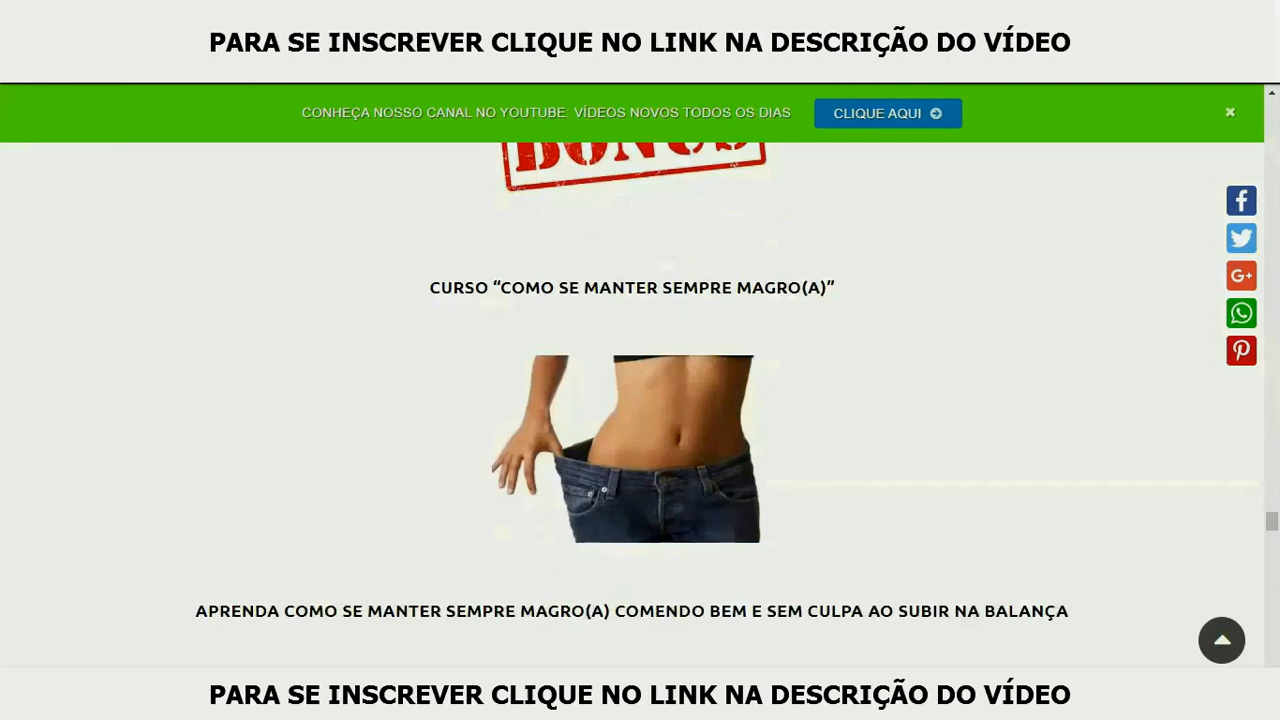 PARA SE INSCREVER CLIQUE NO LINK NA DESCRIÇÃO DO VÍDEO
CONHEÇA NOSSO CANAL NO YOUTUBE: VÍDEOS NOVOS TODOS OS DIAS
CLIQUE AQUI
BONUS
CURSO “COMO SE MANTER SEMPRE MAGRO(A)”
APRENDA COMO SE MANTER SEMPRE MAGRO(A) COMENDO BEM E SEM CULPA AO SUBIR NA BALANÇA
PARA SE INSCREVER CLIQUE NO LINK NA DESCRIÇÃO DO VÍDEO